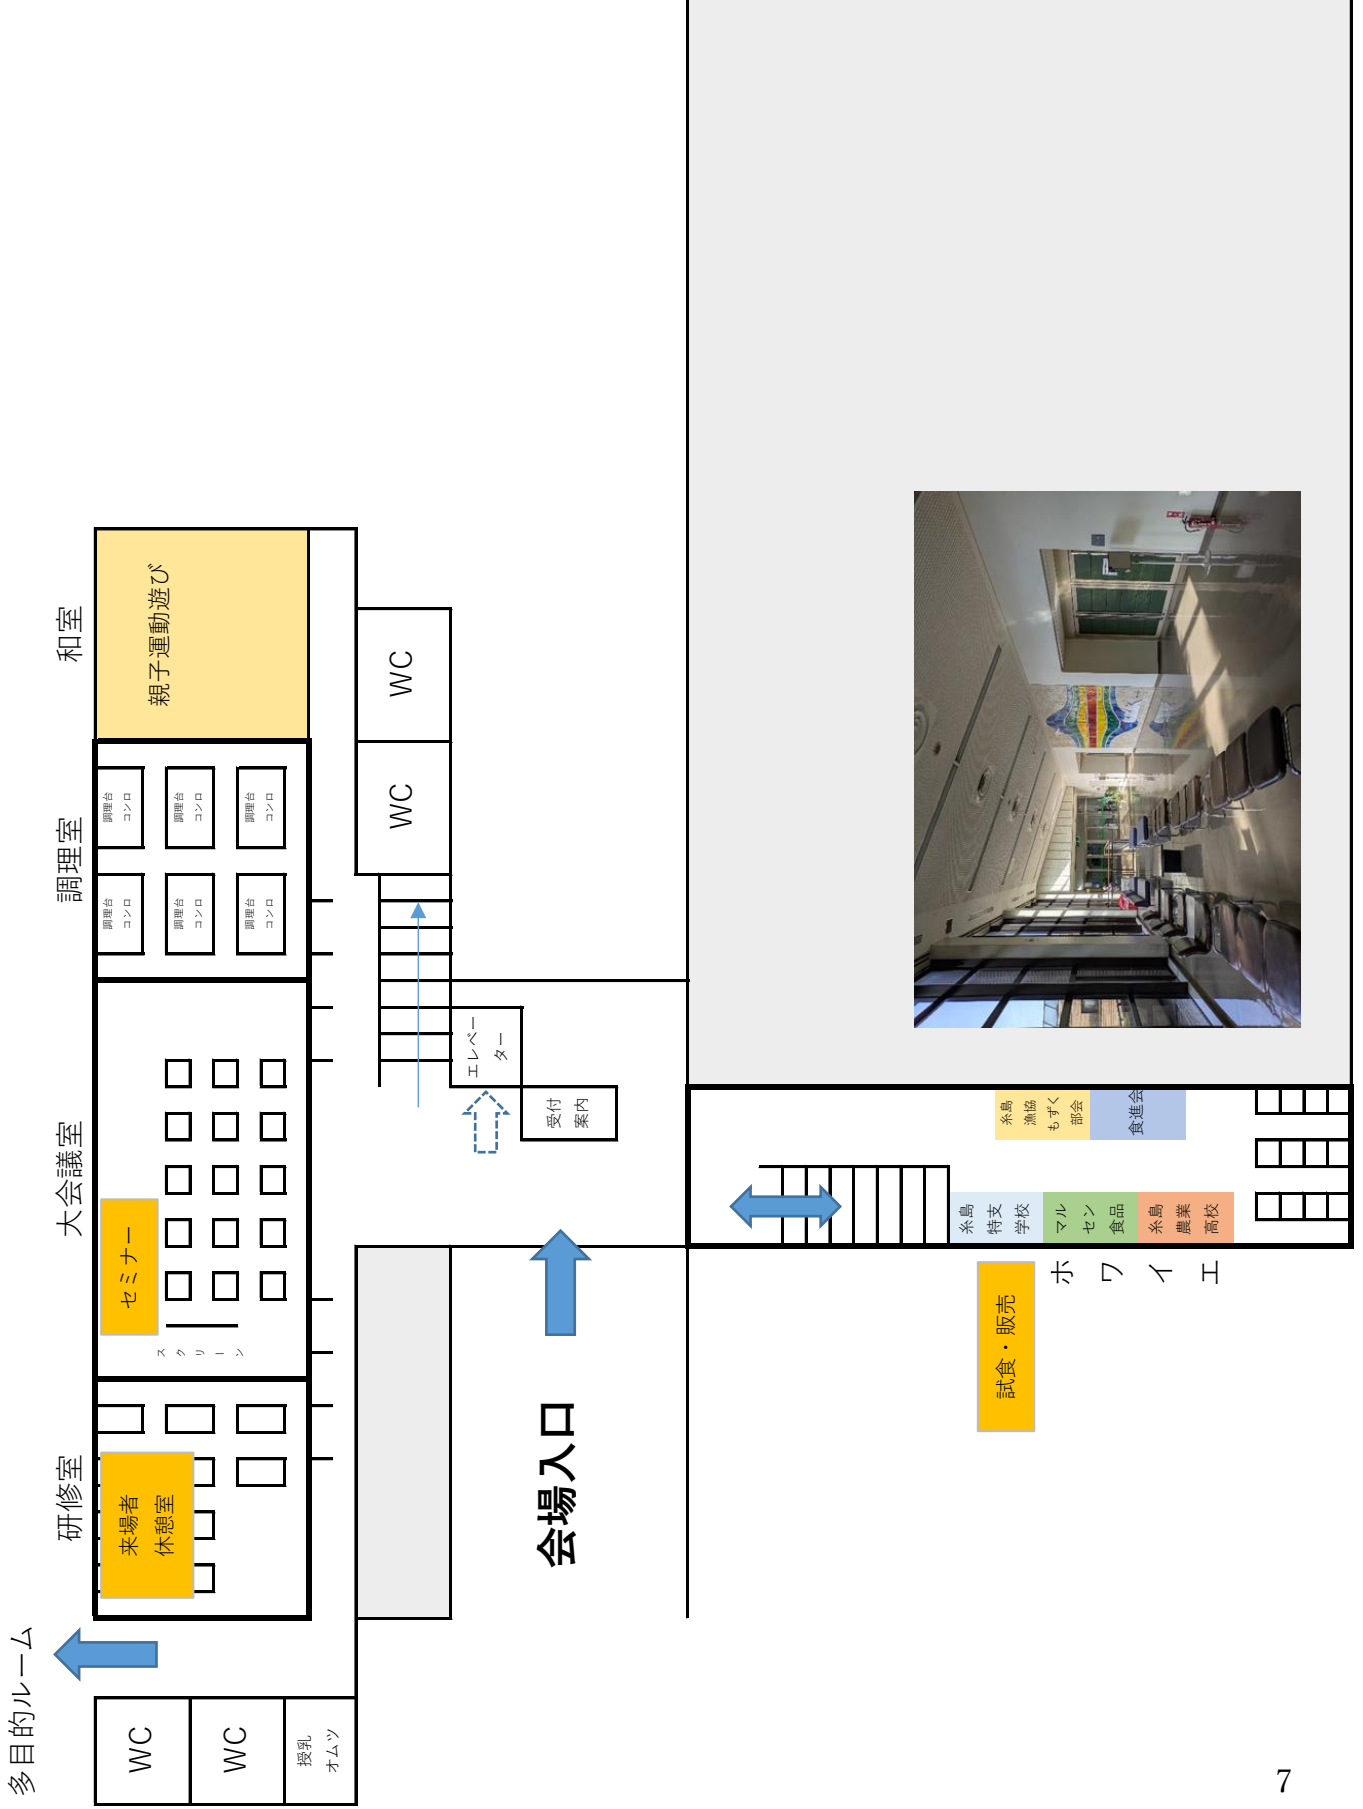 多目的ルーム
研修室
大会議室
調理室
和室
WC
WC
授乳
オムツ
来場者
休憩室
セミナー
スクリーン
調理台
コンロ
調理台
コンロ
調理台
コンロ
調理台
コンロ
調理台
コンロ
調理台
コンロ
親子運動遊び
WC
WC
エレベー
ター
受付
案内
会場入口
試食・販売
ホワイエ
糸島
特支
学校
マル
セン
食品
糸島
農業
高校
糸島
漁協
もずく
部会
食進会
7